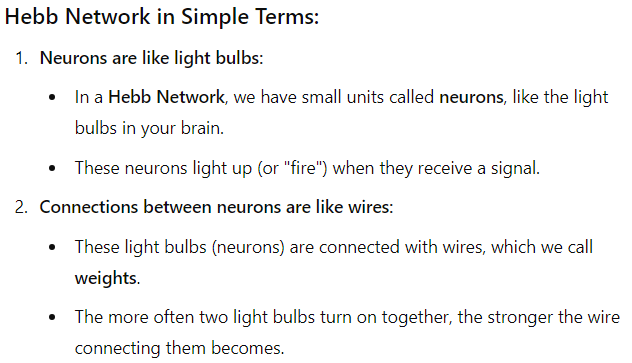 Hebb Network in Simple Terms:
1. Neurons are like light bulbs:
• In a Hebb Network, we have small units called neurons, like the light
bulbs in your brain.
• These neurons light up (or "fire") when they receive a signal.
2. Connections between neurons are like wires:
• These light bulbs (neurons) are connected with wires, which we call
weights.
• The more often two light bulbs turn on together, the stronger the wire
connecting them becomes.